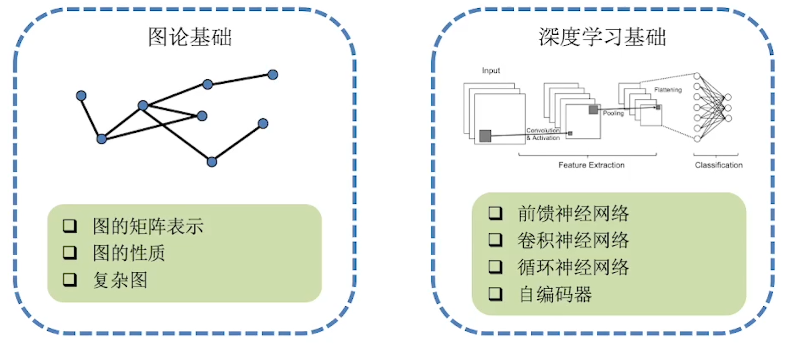 图论基础
❑ 图的矩阵表示
❑ 图的性质
❑ 复杂图
深度学习基础
Input
Flattening
Pooling
Convolution
& Activation
Feature Extraction
Classification
❑ 前馈神经网络
❑ 卷积神经网络
❑ 循环神经网络
❑ 自编码器